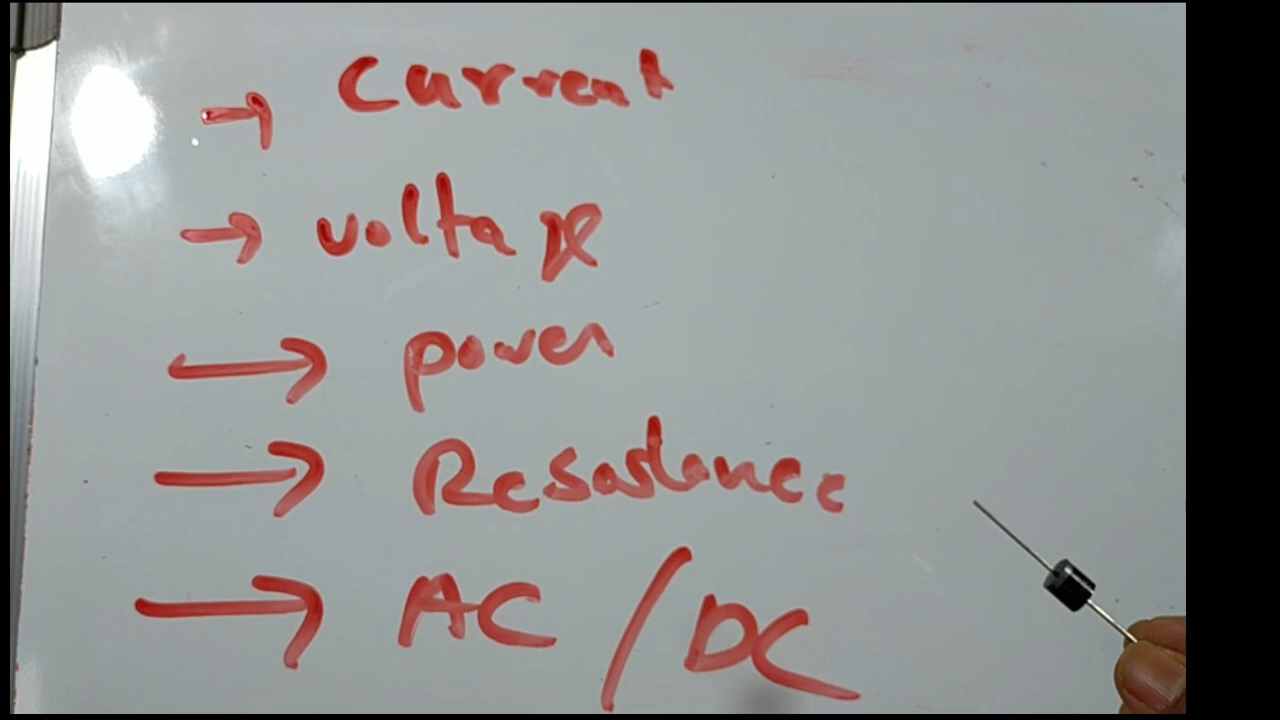 → Current
→ voltage
→ power
→ Resastance
→ AC / DC